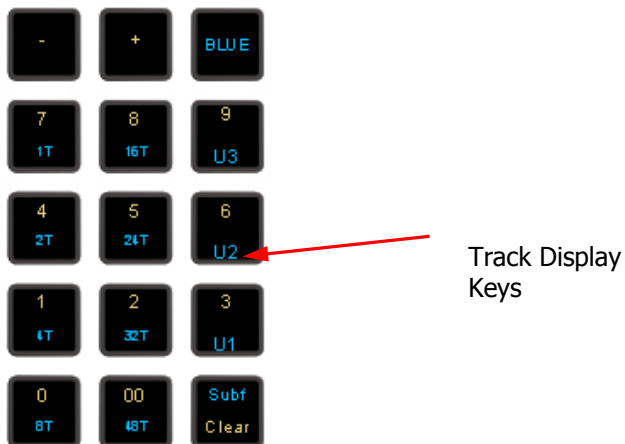 - + BLUE
7 8 9
1T 16T U3
4 5 6
2T 24T U2
Track Display
Keys
1 2 3
4T 32T U1
0 00 Subf
8T 48T Clear